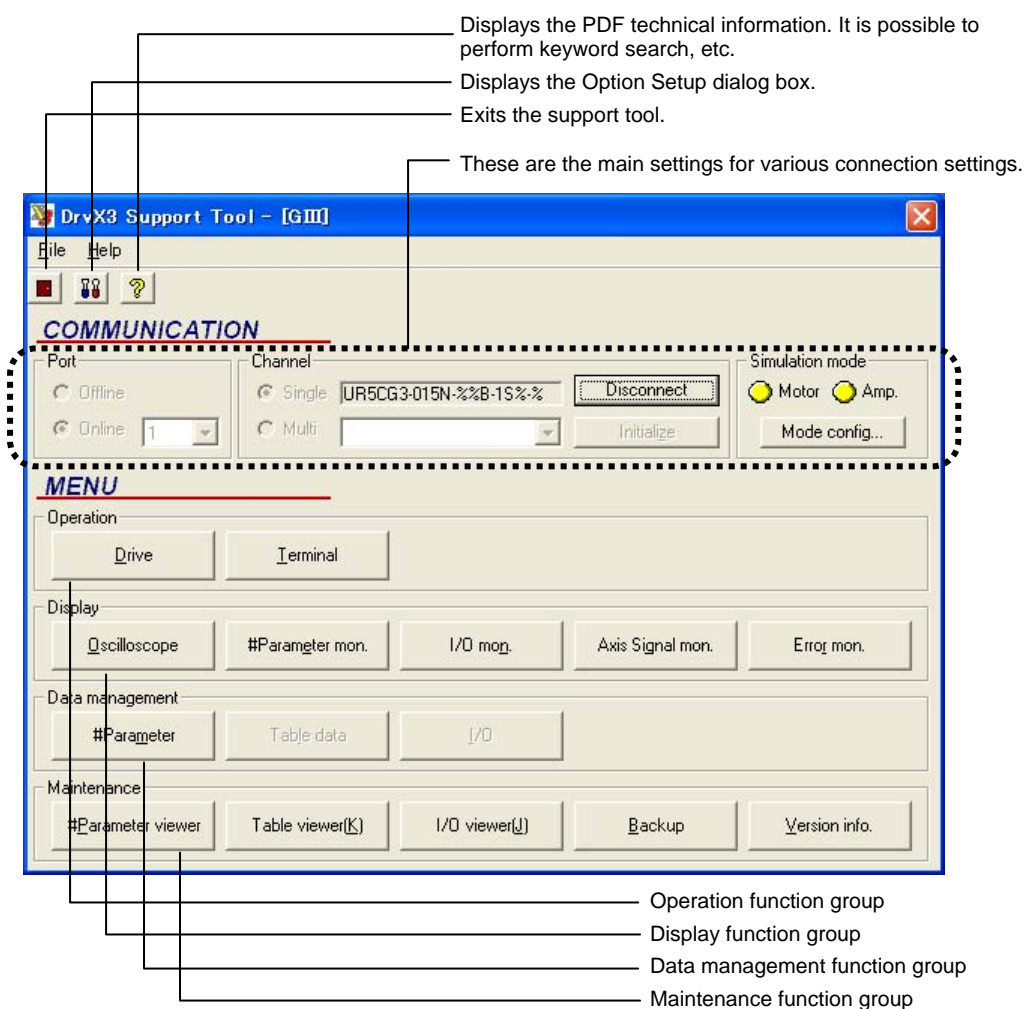 Displays the PDF technical information. It is possible to
perform keyword search, etc.
Displays the Option Setup dialog box.
Exits the support tool.
These are the main settings for various connection settings.
DrvX3 Support Tool - [GIII]
File Help
COMMUNICATION
Port
Channel
Simulation mode
Offline
Single UR5CG3-015N-%%B-1S%-% Disconnect
Motor Amp.
Online 1
Multi
Initialize
Mode config...
MENU
Operation
Drive Terminal
Display
Oscilloscope #Parameter mon. I/O mon. Axis Signal mon. Error mon.
Data management
#Parameter Table data I/O
Maintenance
#Parameter viewer Table viewer(K) I/O viewer(J) Backup Version info.
Operation function group
Display function group
Data management function group
Maintenance function group